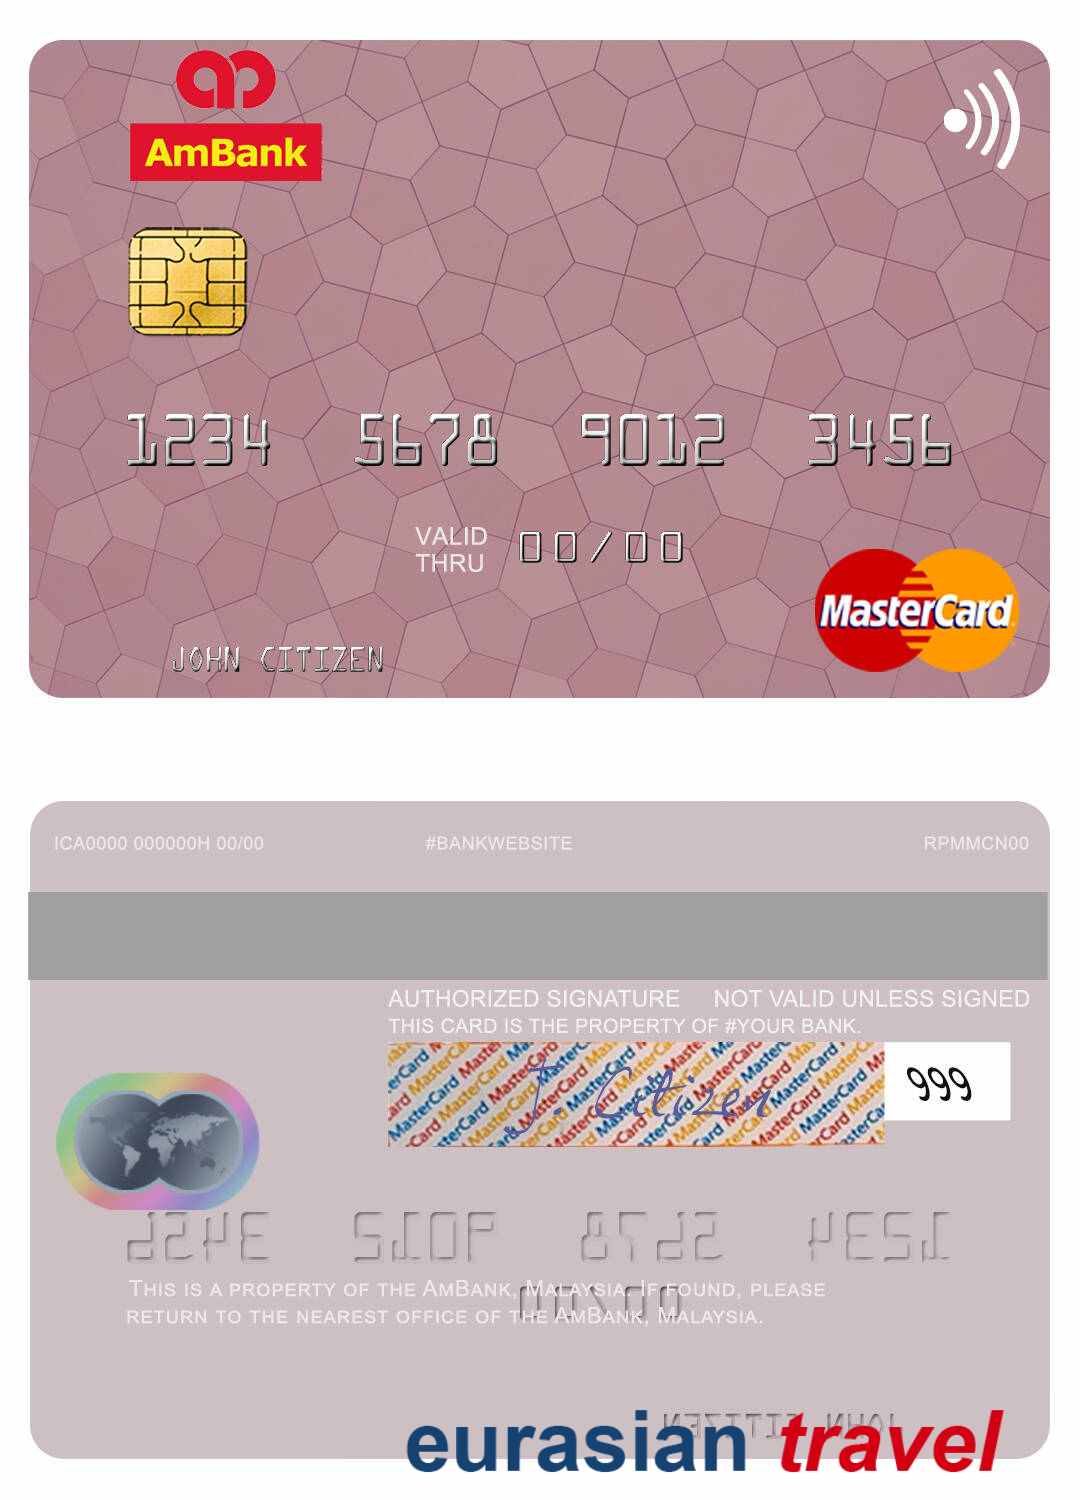 AmBank
1234 5678 9012 3456
VALID
THRU
00/00
MasterCard
JOHN CITIZEN
ICA0000 000000H 00/00 #BANKWEBSITE RPMMCN00
AUTHORIZED SIGNATURE NOT VALID UNLESS SIGNED
THIS CARD IS THE PROPERTY OF #YOUR BANK.
J. Citizen 999
THIS IS A PROPERTY OF THE AMBANK, MALAYSIA. IF FOUND, PLEASE
RETURN TO THE NEAREST OFFICE OF THE AMBANK, MALAYSIA.
eurasian travel